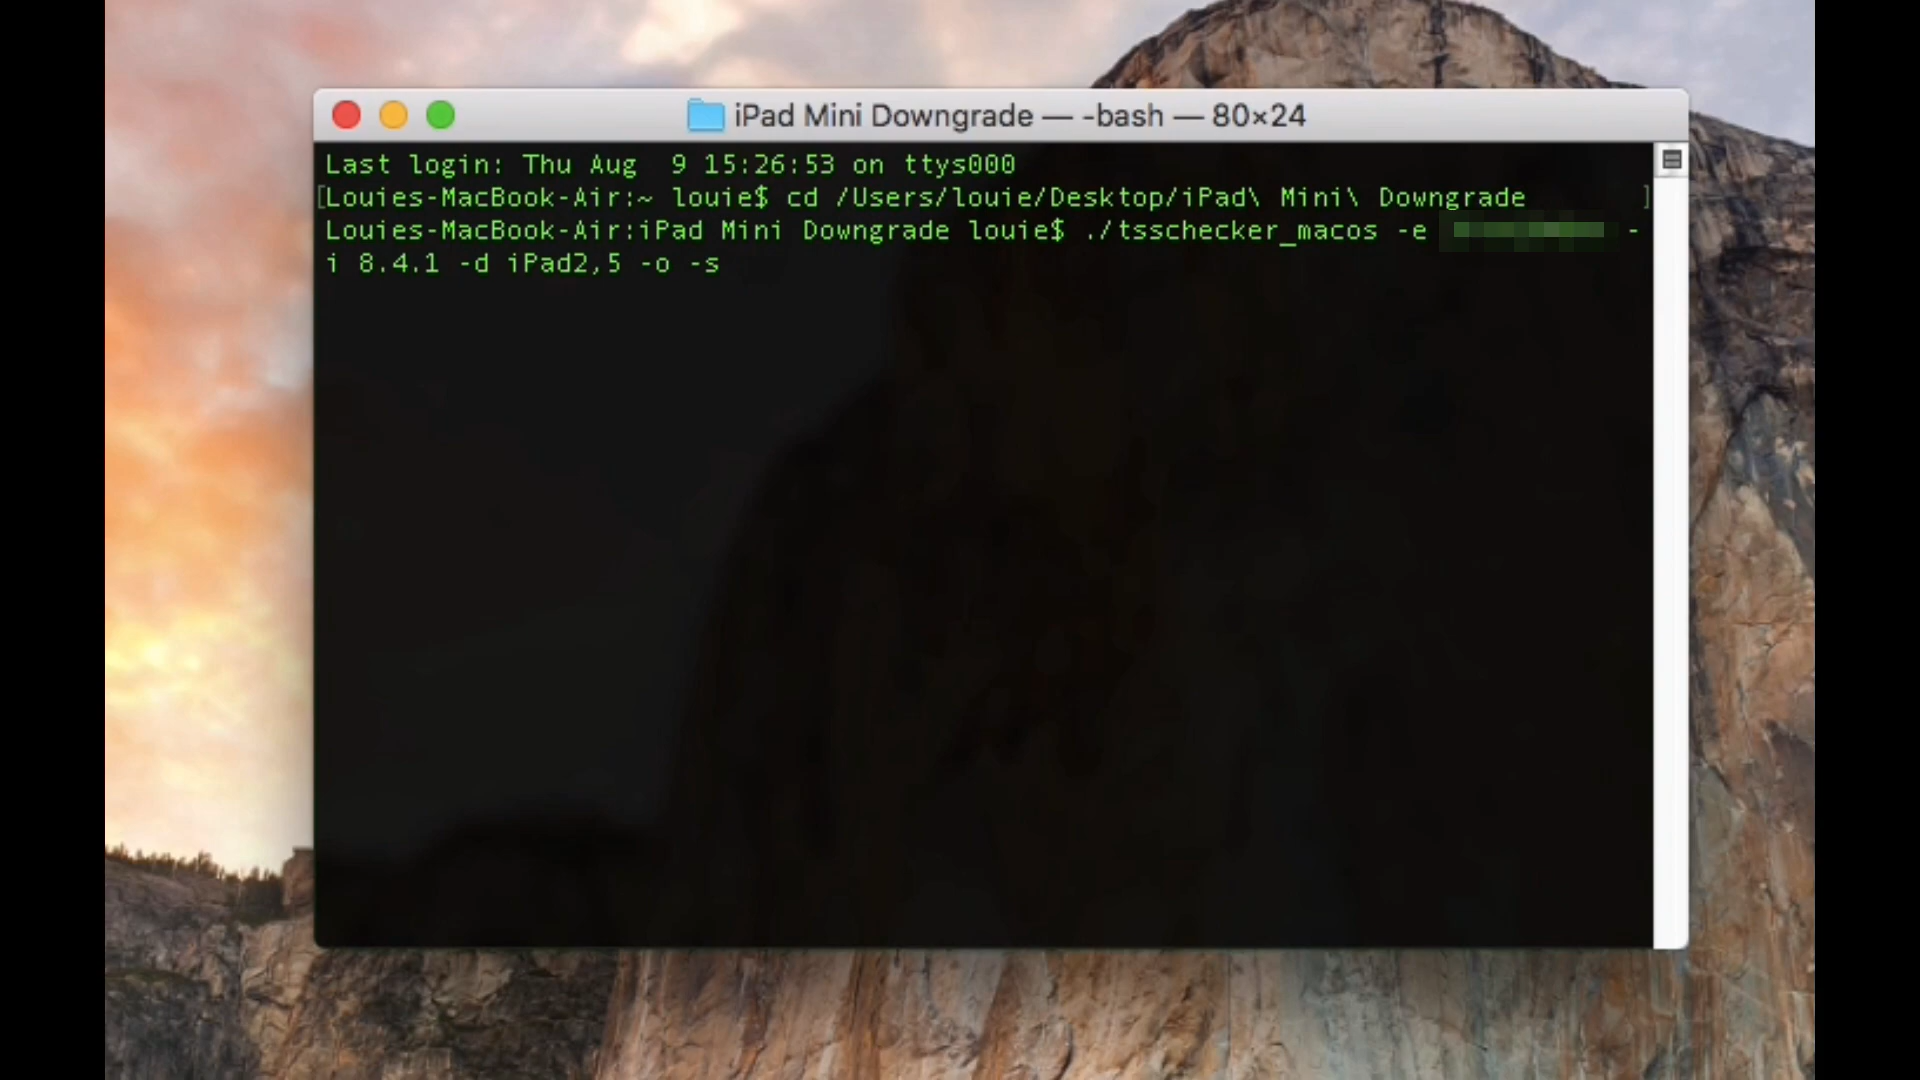 iPad Mini Downgrade — -bash — 80×24
Last login: Thu Aug  9 15:26:53 on ttys000
[Louies-MacBook-Air:~ louie$ cd /Users/louie/Desktop/iPad\ Mini\ Downgrade ]
Louies-MacBook-Air:iPad Mini Downgrade louie$ ./tsschecker_macos -e -
i 8.4.1 -d iPad2,5 -o -s